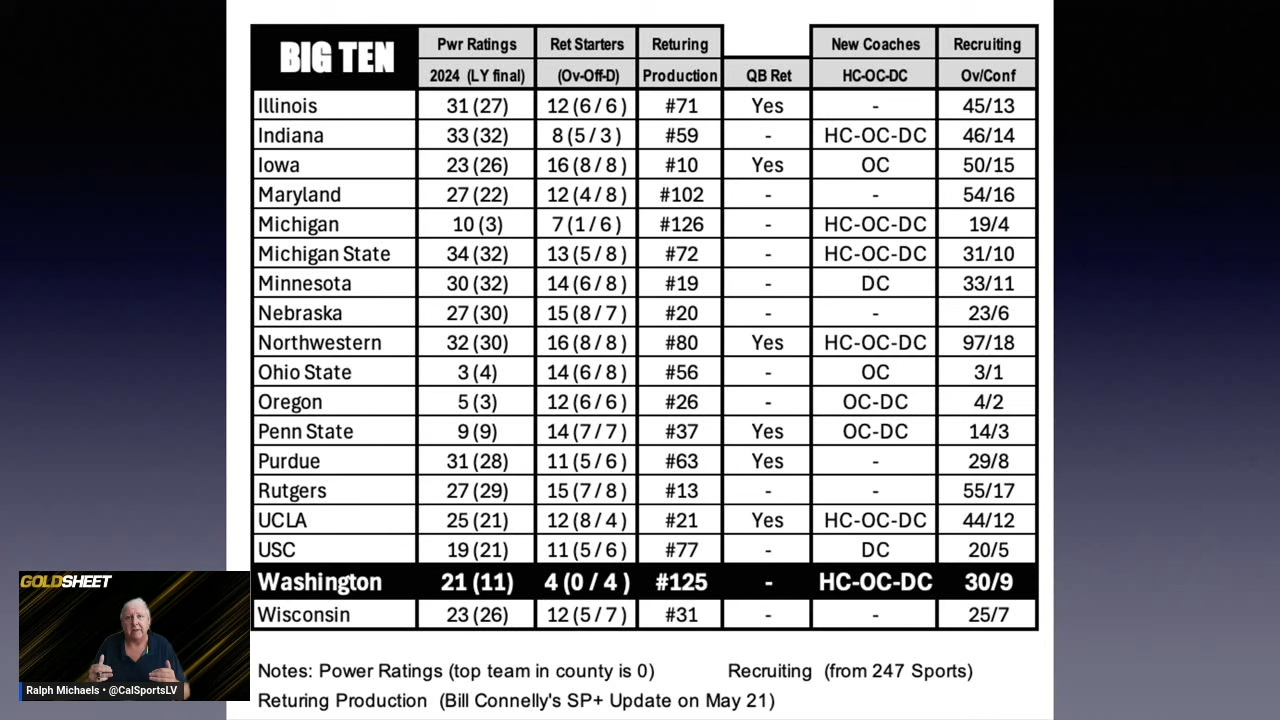 BIG TEN Pwr Ratings Ret Starters Returing New Coaches Recruiting
2024 (LY final) (Ov-Off-D) Production QB Ret HC-OC-DC Ov/Conf
Illinois 31 (27) 12 (6 / 6) #71 Yes - 45/13
Indiana 33 (32) 8 (5 / 3) #59 - HC-OC-DC 46/14
Iowa 23 (26) 16 (8 / 8) #10 Yes OC 50/15
Maryland 27 (22) 12 (4 / 8) #102 - - 54/16
Michigan 10 (3) 7 (1 / 6) #126 - HC-OC-DC 19/4
Michigan State 34 (32) 13 (5 / 8) #72 - HC-OC-DC 31/10
Minnesota 30 (32) 14 (6 / 8) #19 - DC 33/11
Nebraska 27 (30) 15 (8 / 7) #20 - - 23/6
Northwestern 32 (30) 16 (8 / 8) #80 Yes HC-OC-DC 97/18
Ohio State 3 (4) 14 (6 / 8) #56 - OC 3/1
Oregon 5 (3) 12 (6 / 6) #26 - OC-DC 4/2
Penn State 9 (9) 14 (7 / 7) #37 Yes OC-DC 14/3
Purdue 31 (28) 11 (5 / 6) #63 Yes - 29/8
Rutgers 27 (29) 15 (7 / 8) #13 - - 55/17
UCLA 25 (21) 12 (8 / 4) #21 Yes HC-OC-DC 44/12
USC 19 (21) 11 (5 / 6) #77 - DC 20/5
Washington 21 (11) 4 (0 / 4) #125 - HC-OC-DC 30/9
Wisconsin 23 (26) 12 (5 / 7) #31 - - 25/7
Notes: Power Ratings (top team in county is 0) Recruiting (from 247 Sports)
Returing Production (Bill Connelly's SP+ Update on May 21)
GOLDSHEET
Ralph Michaels • @CalSportsLV